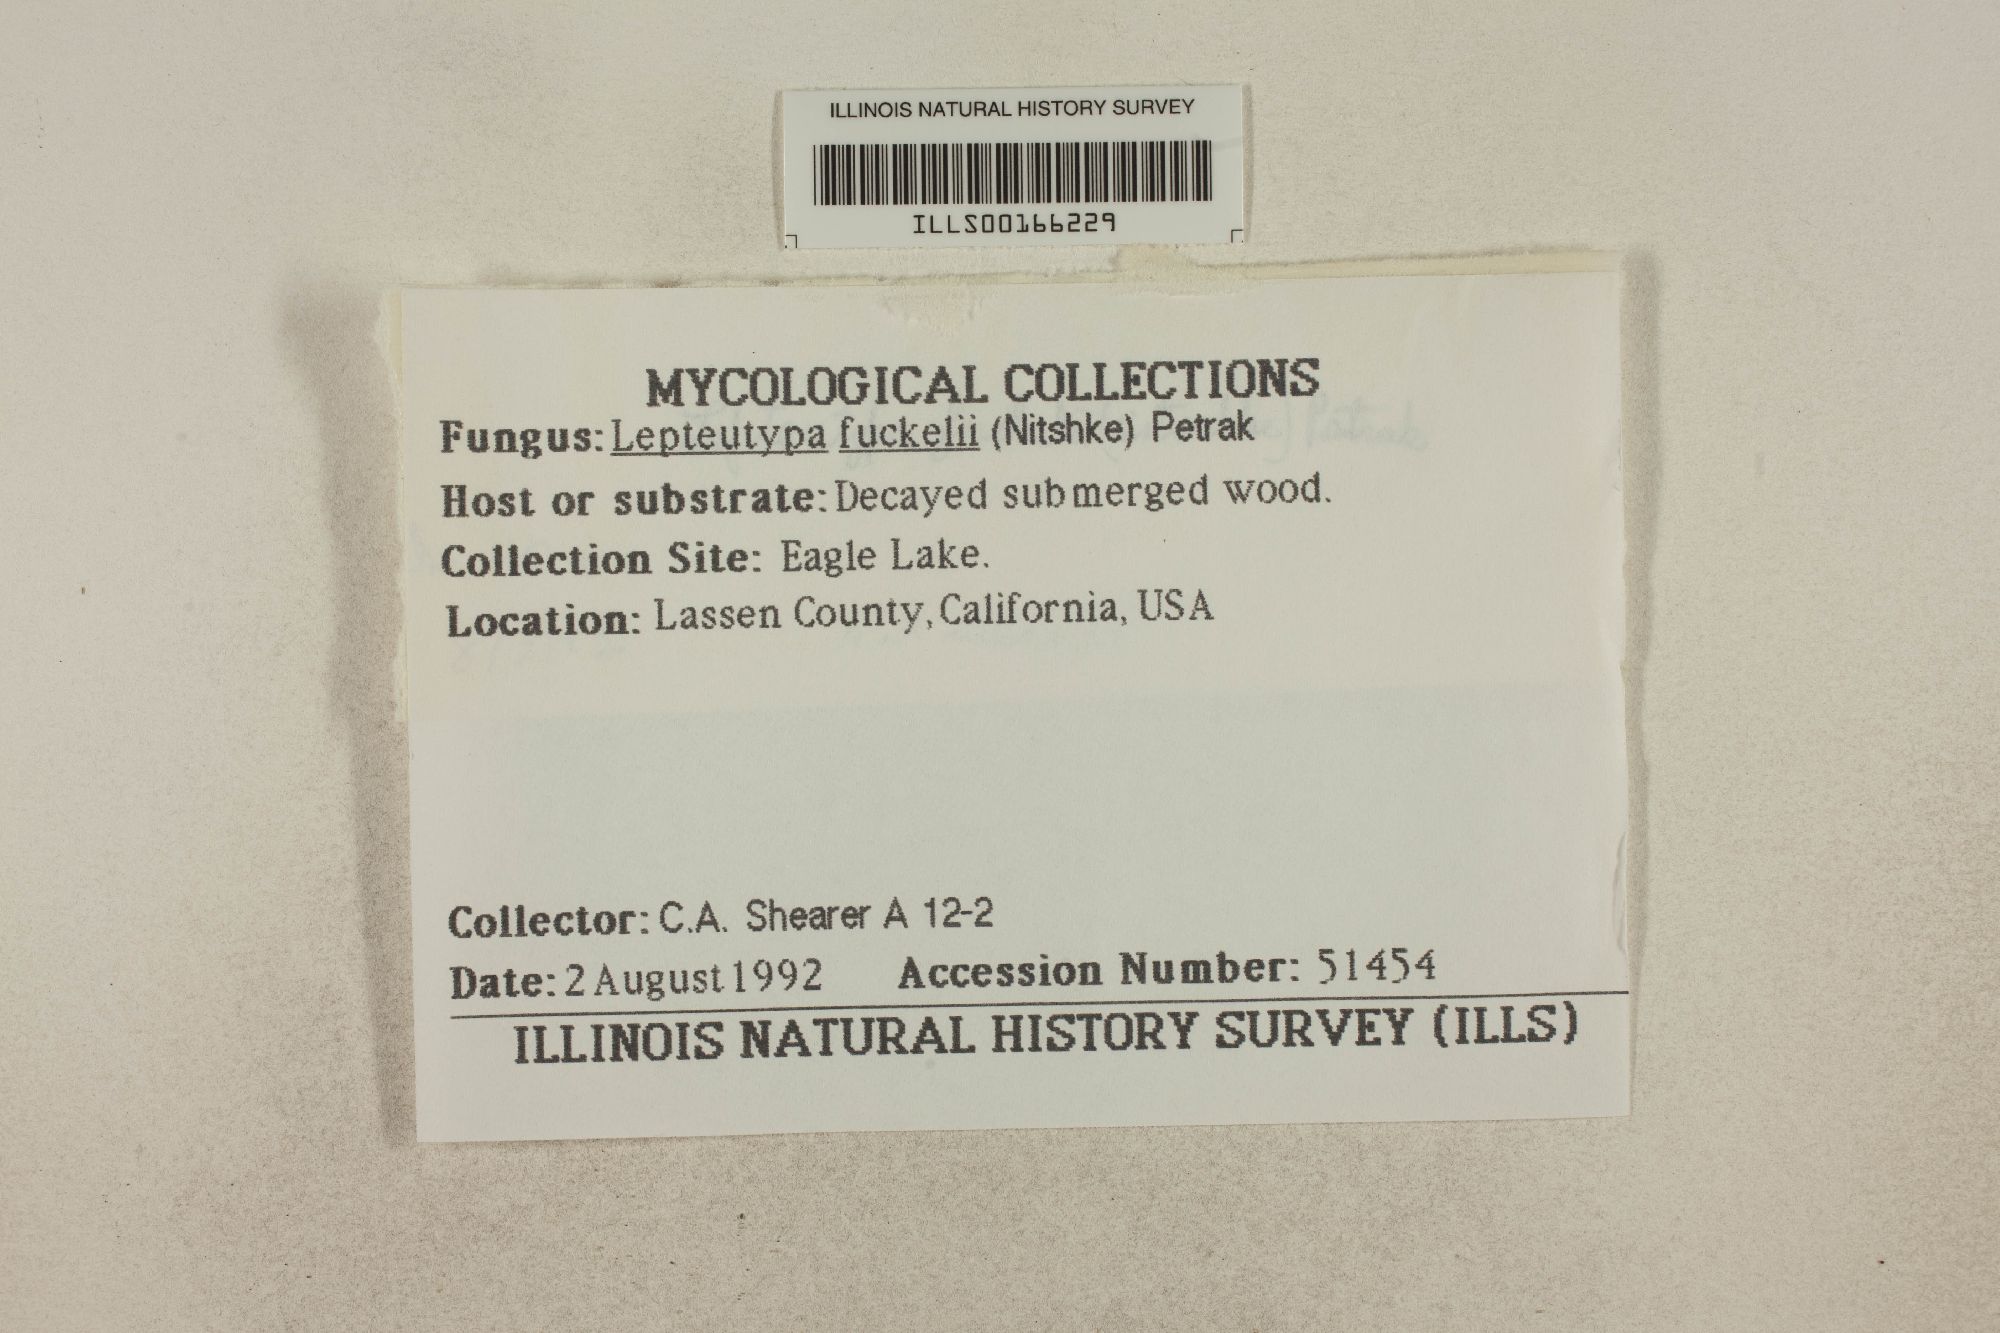 ILLINOIS NATURAL HISTORY SURVEY
ILLS00166229
MYCOLOGICAL COLLECTIONS
Fungus: Lepteutypa fuckelii (Nitshke) Petrak
Host or substrate: Decayed submerged wood.
Collection Site: Eagle Lake.
Location: Lassen County, California, USA
Collector: C.A. Shearer A 12-2
Date: 2 August 1992 Accession Number: 51454
ILLINOIS NATURAL HISTORY SURVEY (ILLS)